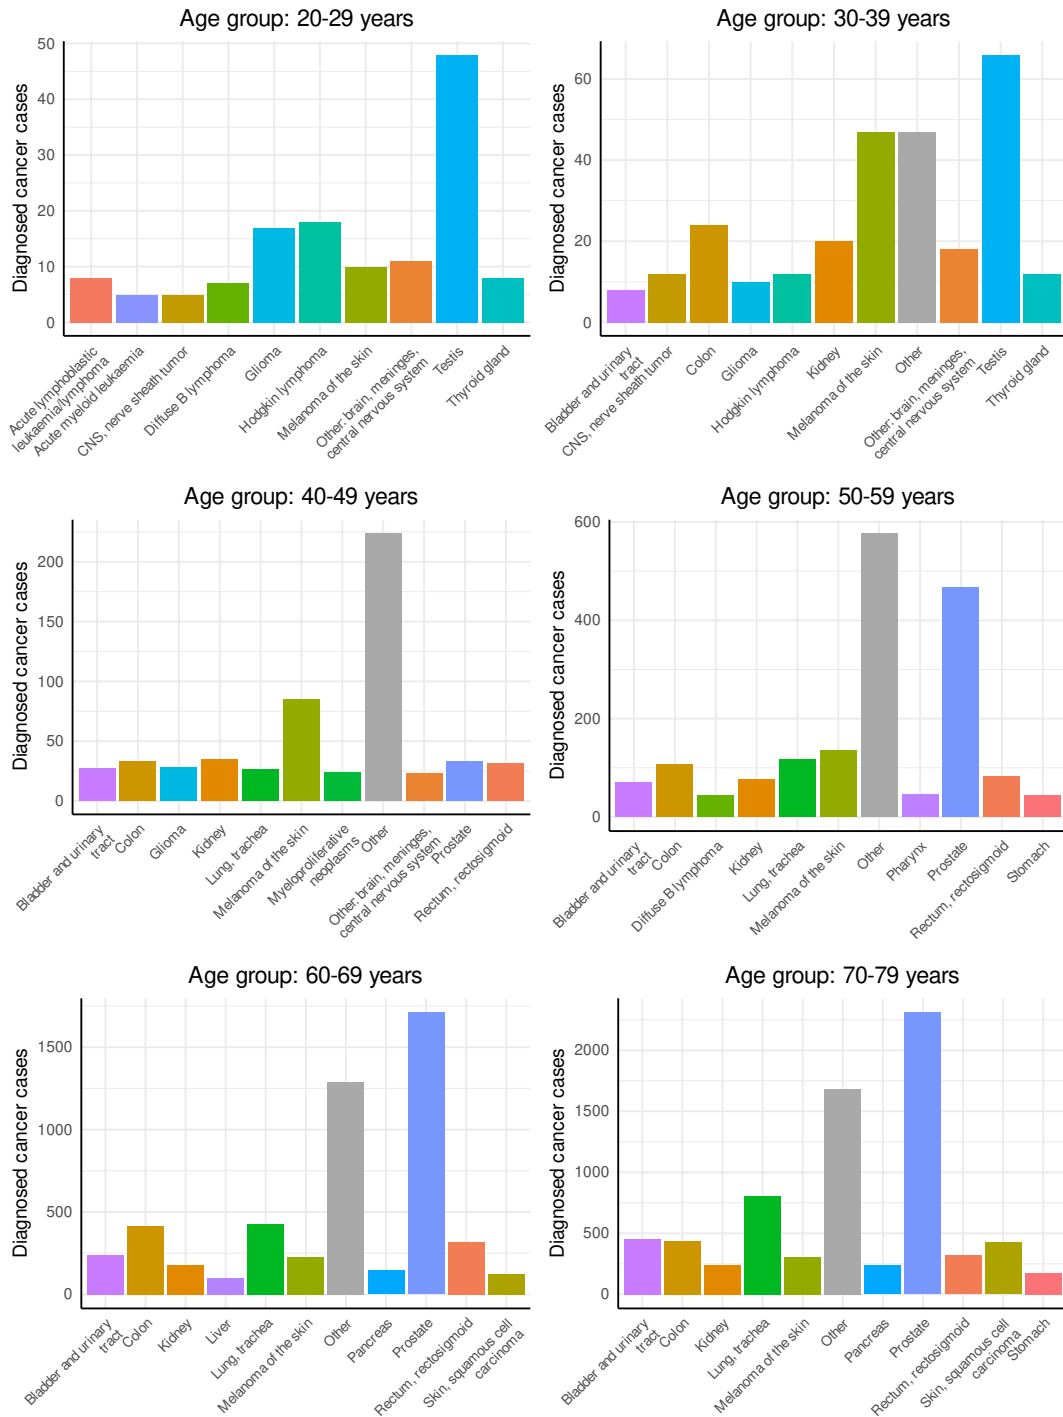 Age group: 20-29 years
Diagnosed cancer cases
50
40
30
20
10
0
Acute lymphoblastic
leukaemia/lymphoma
Acute myeloid leukaemia
CNS, nerve sheath tumor
Diffuse B lymphoma
Glioma
Hodgkin lymphoma
Melanoma of the skin
Other: brain, meninges,
central nervous system
Testis
Thyroid gland
Age group: 30-39 years
Diagnosed cancer cases
60
40
20
0
Bladder and urinary
tract
CNS, nerve sheath tumor
Colon
Glioma
Hodgkin lymphoma
Kidney
Melanoma of the skin
Other
Other: brain, meninges,
central nervous system
Testis
Thyroid gland
Age group: 40-49 years
Diagnosed cancer cases
200
150
100
50
0
Bladder and urinary
tract
Colon
Glioma
Kidney
Lung, trachea
Melanoma of the skin
Myeloproliferative
neoplasms
Other
Other: brain, meninges,
central nervous system
Prostate
Rectum, rectosigmoid
Age group: 50-59 years
Diagnosed cancer cases
600
400
200
0
Bladder and urinary
tract
Colon
Diffuse B lymphoma
Kidney
Lung, trachea
Melanoma of the skin
Other
Pharynx
Prostate
Rectum, rectosigmoid
Stomach
Age group: 60-69 years
Diagnosed cancer cases
1500
1000
500
0
Bladder and urinary
tract
Colon
Kidney
Liver
Lung, trachea
Melanoma of the skin
Other
Pancreas
Prostate
Rectum, rectosigmoid
Skin, squamous cell
carcinoma
Age group: 70-79 years
Diagnosed cancer cases
2000
1500
1000
500
0
Bladder and urinary
tract
Colon
Kidney
Lung, trachea
Melanoma of the skin
Other
Pancreas
Prostate
Rectum, rectosigmoid
Skin, squamous cell
carcinoma
Stomach